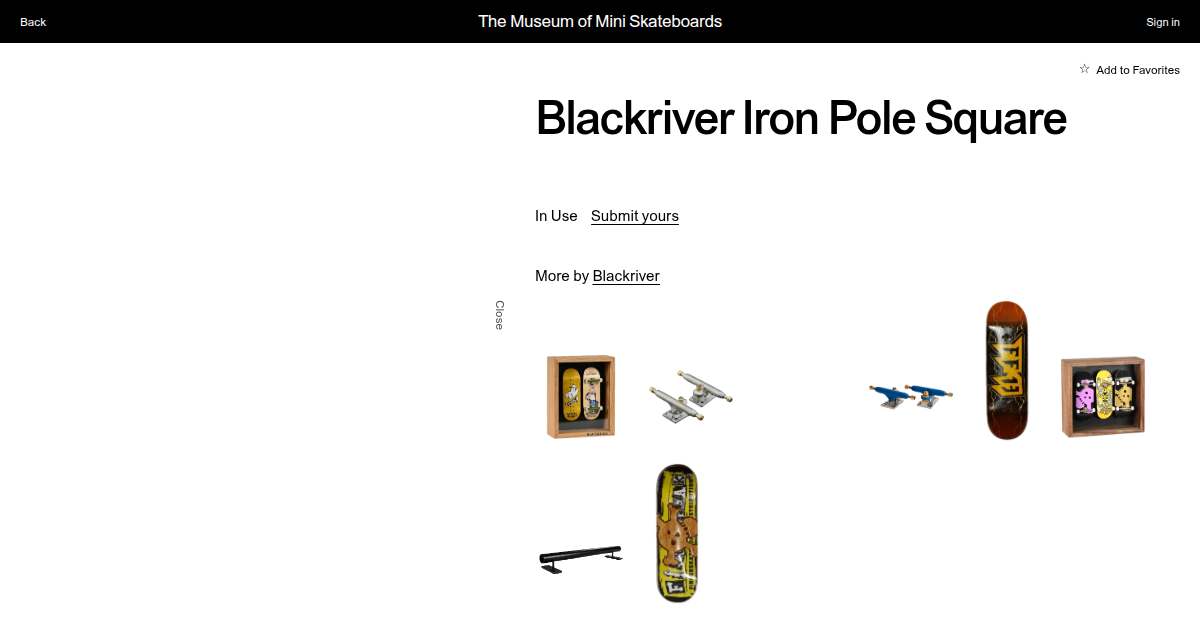 Back
The Museum of Mini Skateboards
Sign in
☆ Add to Favorites
Blackriver Iron Pole Square
In Use Submit yours
More by Blackriver
Close